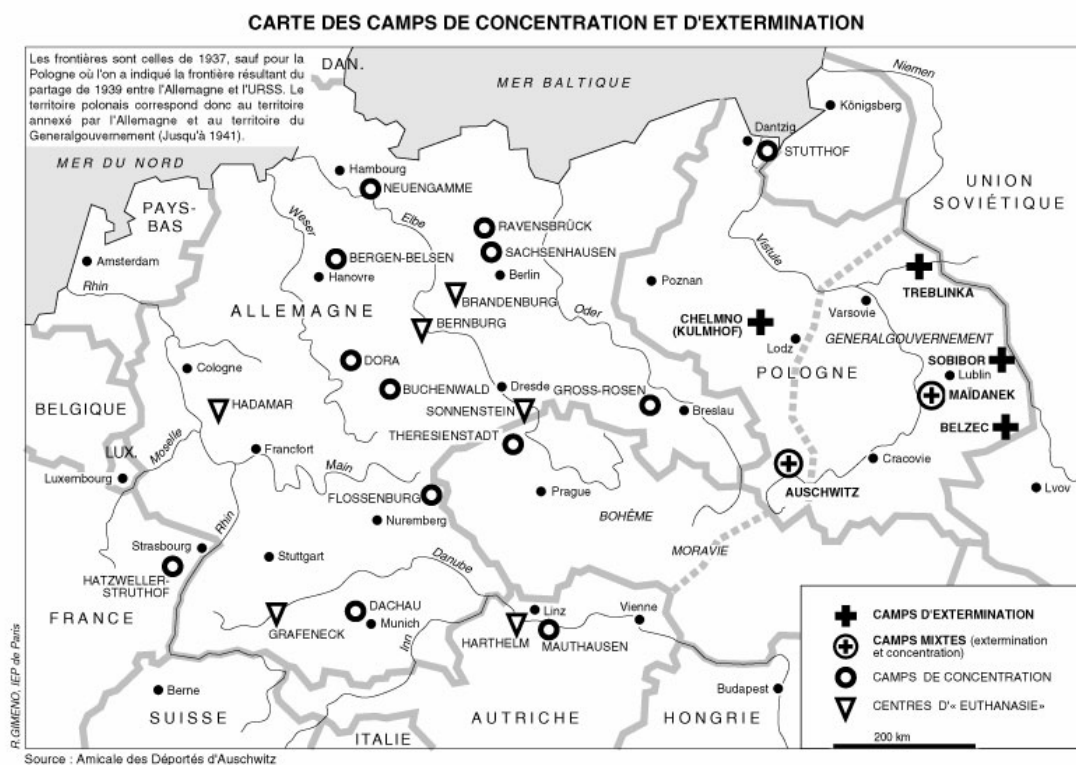 CARTE DES CAMPS DE CONCENTRATION ET D'EXTERMINATION
Les frontières sont celles de 1937, sauf pour la
Pologne où l'on a indiqué la frontière résultant du
partage de 1939 entre l'Allemagne et l'URSS. Le
territoire polonais correspond donc au territoire
annexé par l'Allemagne et au territoire du
Generalgouvernement (Jusqu'à 1941).
DAN.
MER BALTIQUE
Niemen
Königsberg
Dantzig
STUTTHOF
MER DU NORD
Hambourg
NEUENGAMME
UNION
SOVIÉTIQUE
PAYS-
BAS
Weser
Elbe
RAVENSBRÜCK
SACHSENHAUSEN
Amsterdam
BERGEN-BELSEN
Hanovre
Berlin
Vistule
Rhin
Poznan
TREBLINKA
ALLEMAGNE
BRANDENBURG
BERNBURG
Oder
CHELMNO
(KULMHOF)
Varsovie
GENERALGOUVERNEMENT
Lodz
SOBIBOR
Lublin
POLOGNE
DORA
Cologne
BUCHENWALD
Dresde
GROSS-ROSEN
MAÏDANEK
BELGIQUE
HADAMAR
SONNENSTEIN
Breslau
BELZEC
THERESIENSTADT
LUX.
Moselle
Francfort
Cracovie
Luxembourg
Main
FLOSSENBURG
Prague
AUSCHWITZ
Lvov
BOHÊME
Nuremberg
Rhin
Strasbourg
Stuttgart
MORAVIE
HATZWELLER-
STRUTHOF
Danube
FRANCE
DACHAU
Munich
GRAFENECK
Inn
Linz
Vienne
HARTHELM
MAUTHAUSEN
Berne
SUISSE
ITALIE
AUTRICHE
Budapest
HONGRIE
CAMPS D'EXTERMINATION
CAMPS MIXTES (extermination
et concentration)
CAMPS DE CONCENTRATION
CENTRES D'« EUTHANASIE»
200 km
R.GIMENO, IEP de Paris
Source : Amicale des Déportés d'Auschwitz